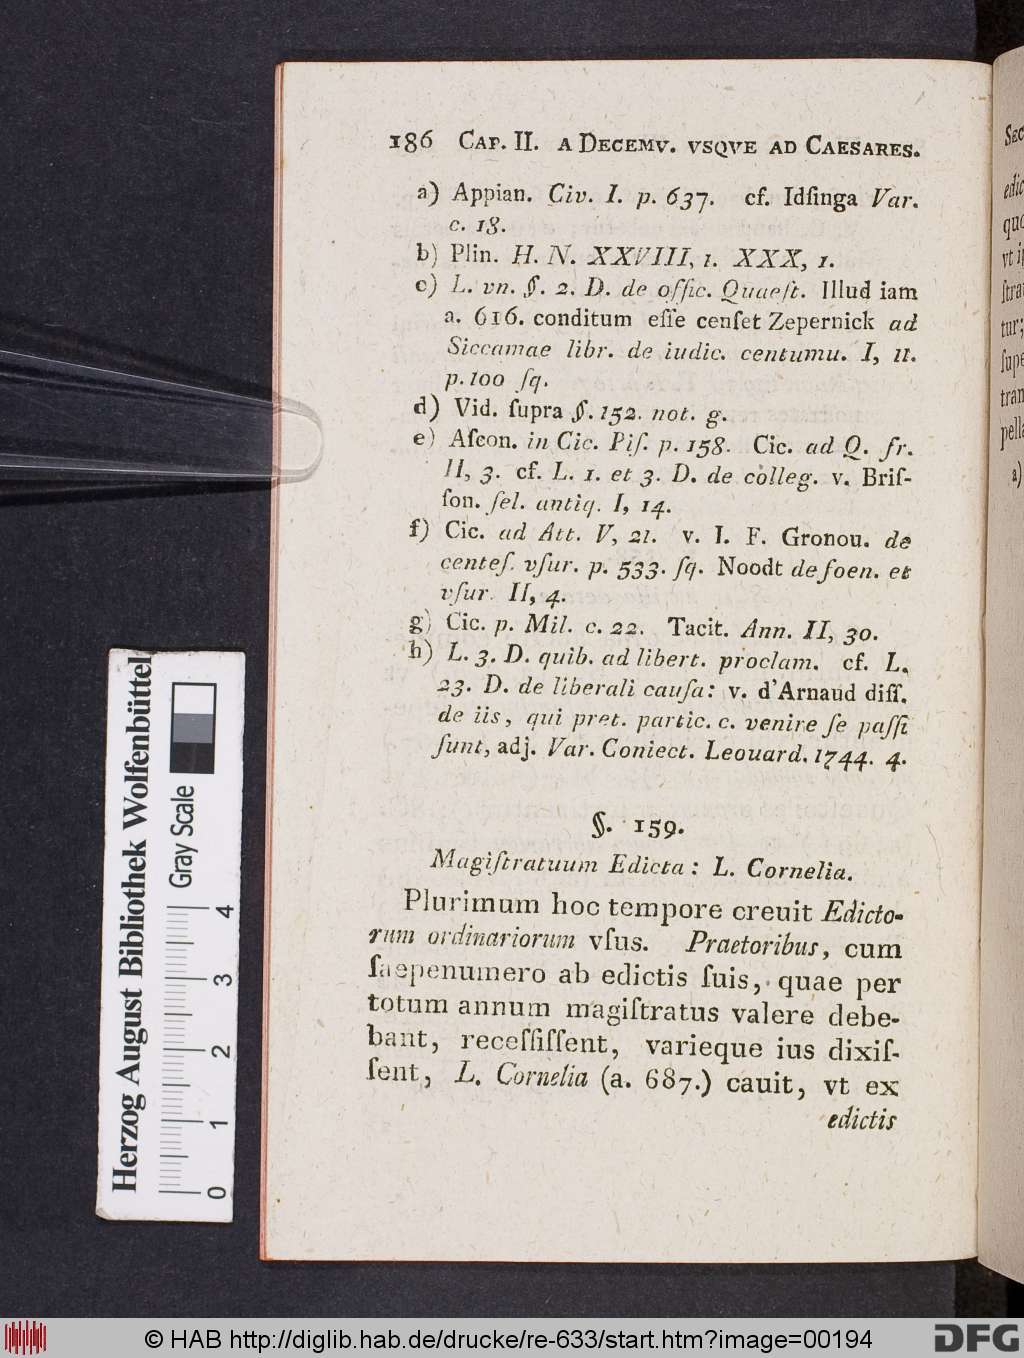 186 CAP. II. A DECEMV. VSQVE AD CAESARES.
a) Appian. Civ. I. p. 637. cf. Idſinga Var.
c. 18.
b) Plin. H. N. XXVIII, 1. XXX, 1.
c) L. vn. §. 2. D. de offic. Quaeſt. Illud iam
a. 616. conditum eſſe cenſet Zepernick ad
Siccamae libr. de iudic. centumu. I, 11.
p. 100 ſq.
d) Vid. ſupra §. 152. not. g.
e) Aſcon. in Cic. Piſ. p. 158. Cic. ad Q. fr.
II, 3. cf. L. 1. et 3. D. de colleg. v. Briſ-
ſon. ſel. antiq. I, 14.
f) Cic. ad Att. V, 21. v. I. F. Gronou. de
centeſ. vſur. p. 533. ſq. Noodt de foen. et
vſur. II, 4.
g) Cic. p. Mil. c. 22. Tacit. Ann. II, 30.
h) L. 3. D. quib. ad libert. proclam. cf. L.
23. D. de liberali cauſa: v. d'Arnaud diſſ.
de iis, qui pret. partic. c. venire ſe paſſi
ſunt, adj. Var. Coniect. Leouard. 1744. 4.
§. 159.
Magiſtratuum Edicta: L. Cornelia.
Plurimum hoc tempore creuit Edicto-
rum ordinariorum vſus. Praetoribus, cum
ſaepenumero ab edictis ſuis, quae per
totum annum magiſtratus valere debe-
bant, receſſiſſent, varieque ius dixiſ-
ſent, L. Cornelia (a. 687.) cauit, vt ex
edictis
Herzog August Bibliothek Wolfenbüttel
Gray Scale
0 1 2 3 4
© HAB http://diglib.hab.de/drucke/re-633/start.htm?image=00194
DFG